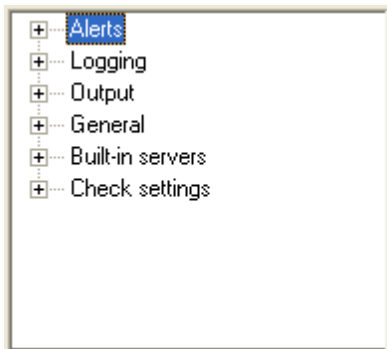 Alerts
Logging
Output
General
Built-in servers
Check settings